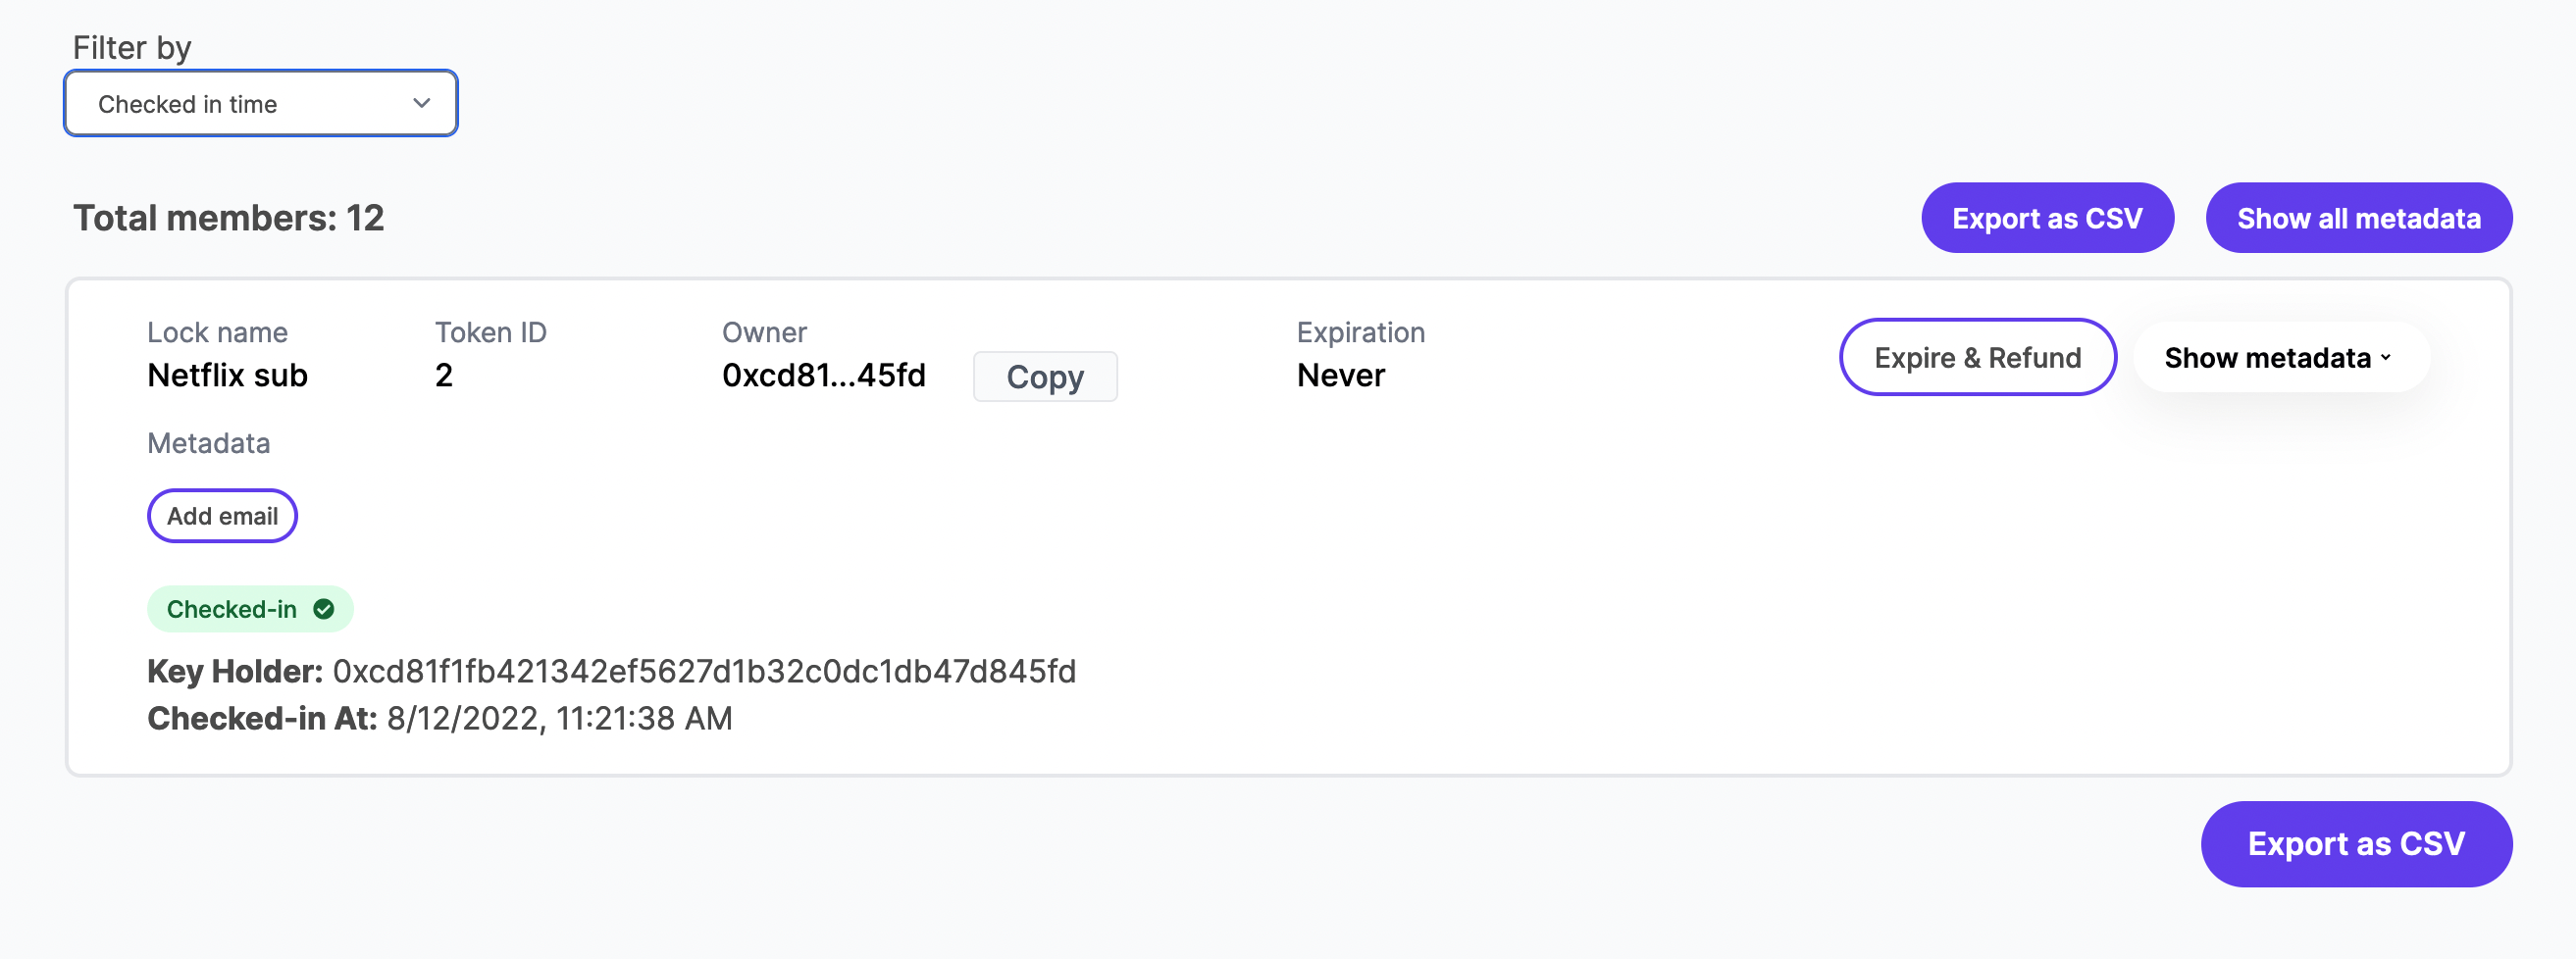 Filter by
Checked in time
Total members: 12
Export as CSV
Show all metadata
Lock name
Netflix sub
Token ID
2
Owner
0xcd81...45fd
Copy
Expiration
Never
Expire & Refund
Show metadata
Metadata
Add email
Checked-in
Key Holder: 0xcd81f1fb421342ef5627d1b32c0dc1db47d845fd
Checked-in At: 8/12/2022, 11:21:38 AM
Export as CSV